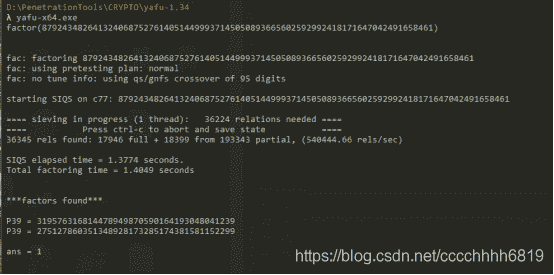 D:\PenetrationTools\CRYPTO\yafu-1.34
λ yafu-x64.exe
factor(87924348264132406875276140514499937145050893665602592992418171647042491658461)
fac: factoring 87924348264132406875276140514499937145050893665602592992418171647042491658461
fac: using pretesting plan: normal
fac: no tune info: using qs/gnfs crossover of 95 digits
starting SIQS on c77: 87924348264132406875276140514499937145050893665602592992418171647042491658461
==== sieving in progress (1 thread): 36224 relations needed ====
==== Press ctrl-c to abort and save state ====
36345 rels found: 17946 full + 18399 from 193343 partial, (540444.66 rels/sec)
SIQS elapsed time = 1.3774 seconds.
Total factoring time = 1.4049 seconds
***factors found***
P39 = 319576316814478949870590164193048041239
P39 = 275127860351348928173285174381581152299
ans = 1
https://blog.csdn.net/cccchhhh6819